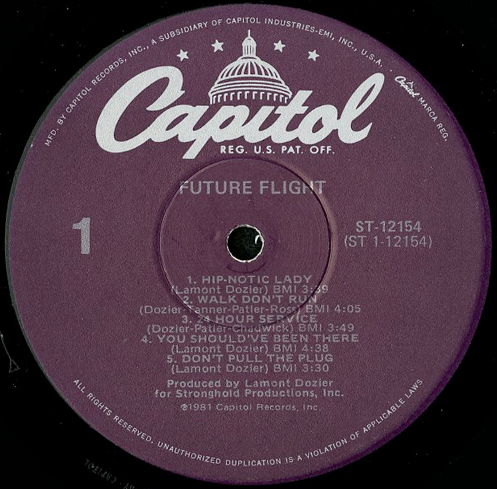 MFD. BY CAPITOL RECORDS, INC., A SUBSIDIARY OF CAPITOL INDUSTRIES-EMI, INC., U.S.A. • Capitol MARCA REG.
Capitol
REG. U.S. PAT. OFF.
FUTURE FLIGHT
1
ST-12154
(ST 1-12154)
1. HIP-NOTIC LADY
(Lamont Dozier) BMI 3:39
2. WALK DON'T RUN
(Dozier-Tanner-Patler-Ross) BMI 4:05
3. 24 HOUR SERVICE
(Dozier-Patler-Chadwick) BMI 3:49
4. YOU SHOULD'VE BEEN THERE
(Lamont Dozier) BMI 4:38
5. DON'T PULL THE PLUG
(Lamont Dozier) BMI 3:30
Produced by Lamont Dozier
for Stronghold Productions, Inc.
℗1981 Capitol Records, Inc.
ALL RIGHTS RESERVED. UNAUTHORIZED DUPLICATION IS A VIOLATION OF APPLICABLE LAWS